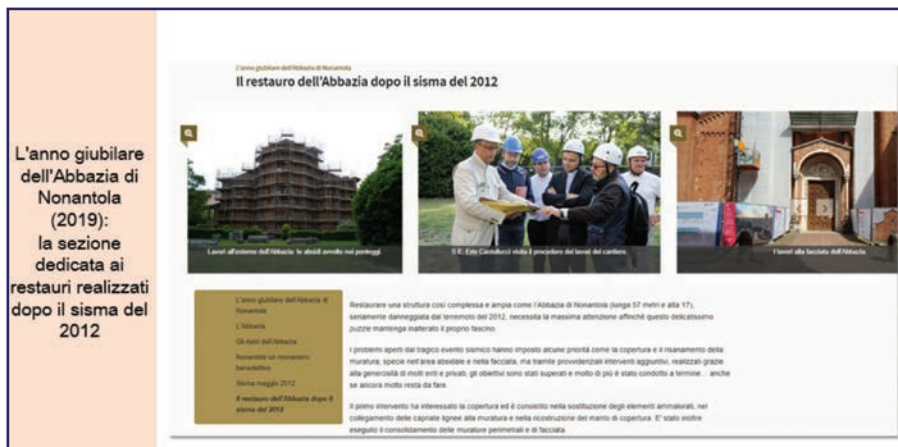 L'anno giubilare
dell'Abbazia di
Nonantola
(2019):
la sezione
dedicata ai
restauri realizzati
dopo il sisma del
2012
L'anno giubilare dell'Abbazia di Nonantola
Il restauro dell'Abbazia dopo il sisma del 2012
Lavori all'esterno dell'Abbazia: le absidi avvolte nei ponteggi.
S.E. Erio Castellucci visita il procedere dei lavori del cantiere.
I lavori alla facciata dell'Abbazia.
L'anno giubilare dell'Abbazia di
Nonantola
L'Abbazia
Gli Abati dell'Abbazia
Nonantola un monastero
benedettino
Sisma maggio 2012
Il restauro dell'Abbazia dopo il
sisma del 2012
Restaurare una struttura così complessa e ampia come l'Abbazia di Nonantola (lunga 57 metri e alta 17),
seriamente danneggiata dal terremoto del 2012, necessita la massima attenzione affinché questo delicatissimo
puzzle mantenga inalterato il proprio fascino.
I problemi aperti dal tragico evento sismico hanno imposto alcune priorità come la copertura e il risanamento della
muratura, specie nell'area absidale e nella facciata, ma tramite provvidenziali interventi aggiuntivi, realizzati grazie
alla generosità di molti enti e privati, gli obiettivi sono stati superati e molto di più è stato condotto a termine... anche
se ancora molto resta da fare.
Il primo intervento ha interessato la copertura ed è consistito nella sostituzione degli elementi ammalorati, nel
collegamento delle capriate lignee alla muratura e nella ricostruzione del manto di copertura. E' stato inoltre
eseguito il consolidamento delle murature perimetrali e di facciata.